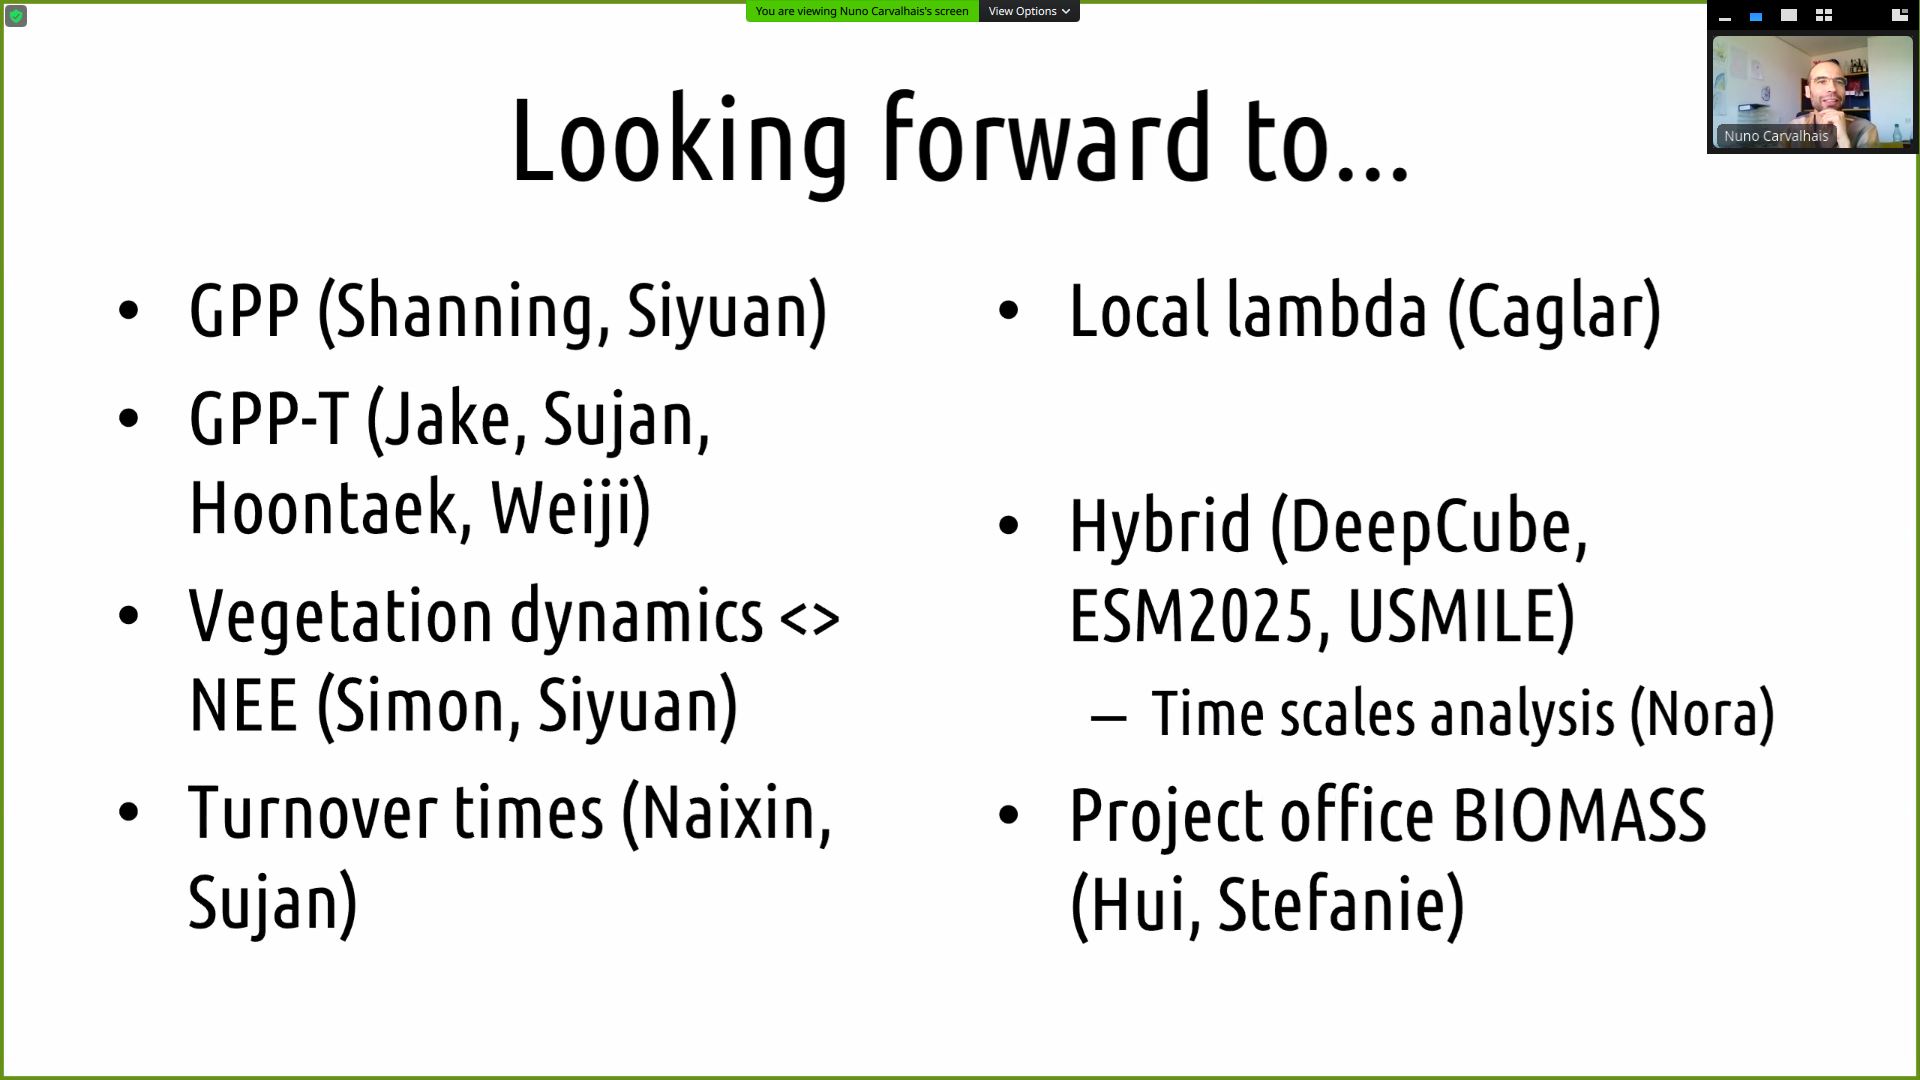 You are viewing Nuno Carvalhais's screen
View Options
Nuno Carvalhais
Looking forward to...
• GPP (Shanning, Siyuan)
• GPP-T (Jake, Sujan,
Hoontaek, Weiji)
• Vegetation dynamics <>
NEE (Simon, Siyuan)
• Turnover times (Naixin,
Sujan)
• Local lambda (Caglar)
• Hybrid (DeepCube,
ESM2025, USMILE)
– Time scales analysis (Nora)
• Project office BIOMASS
(Hui, Stefanie)